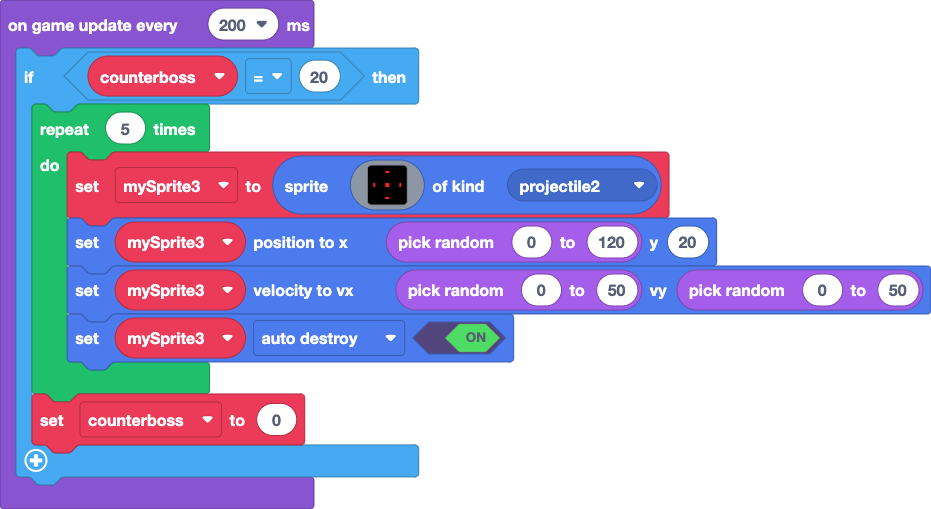 on game update every 200 ms
if counterboss = 20 then
repeat 5 times
do
set mySprite3 to sprite of kind projectile2
set mySprite3 position to x pick random 0 to 120 y 20
set mySprite3 velocity to vx pick random 0 to 50 vy pick random 0 to 50
set mySprite3 auto destroy ON
set counterboss to 0